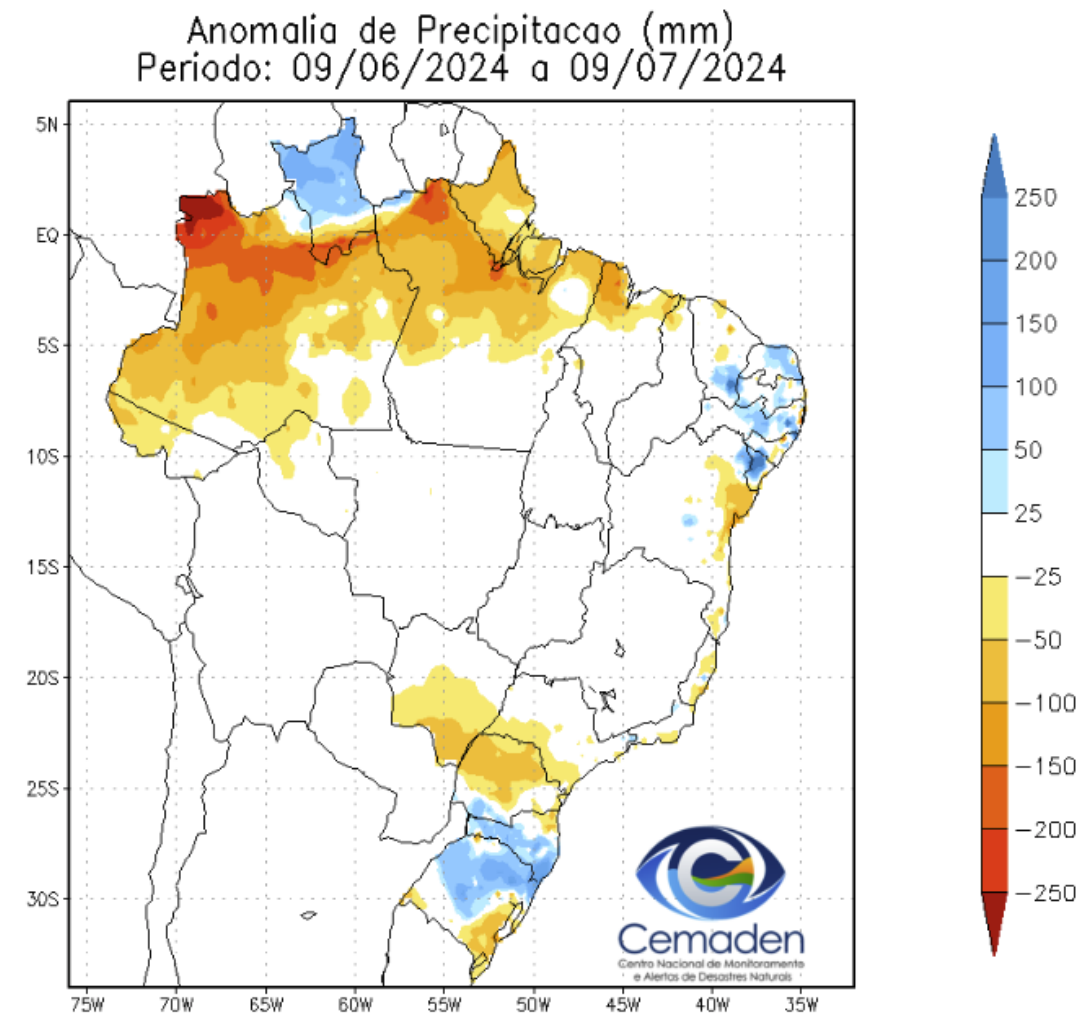 Anomalia de Precipitacao (mm)
Periodo: 09/06/2024 a 09/07/2024
5N
EQ
5S
10S
15S
20S
25S
30S
75W 70W 65W 60W 55W 50W 45W 40W 35W
250
200
150
100
50
25
−25
−50
−100
−150
−200
−250
Cemaden
Centro Nacional de Monitoramento
e Alertas de Desastres Naturais